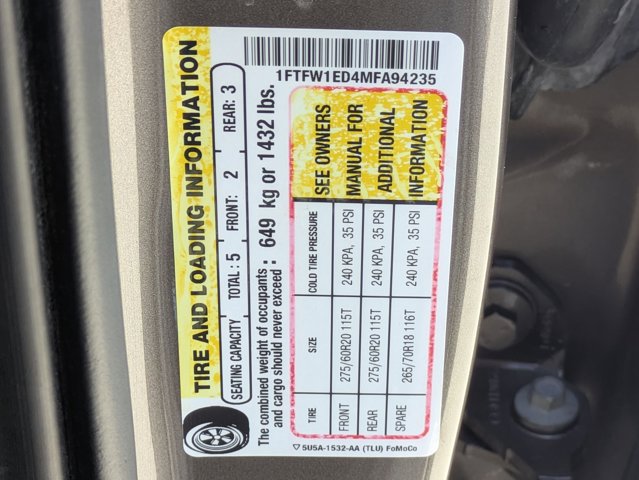 1FTFW1ED4MFA94235
TIRE AND LOADING INFORMATION
SEATING CAPACITY TOTAL : 5 FRONT: 2 REAR: 3
The combined weight of occupants
and cargo should never exceed : 649 kg or 1432 lbs.
TIRE SIZE COLD TIRE PRESSURE SEE OWNERS
FRONT 275/60R20 115T 240 KPA, 35 PSI MANUAL FOR
REAR 275/60R20 115T 240 KPA, 35 PSI ADDITIONAL
SPARE 265/70R18 116T 240 KPA, 35 PSI INFORMATION
5U5A-1532-AA (TLU) FoMoCo